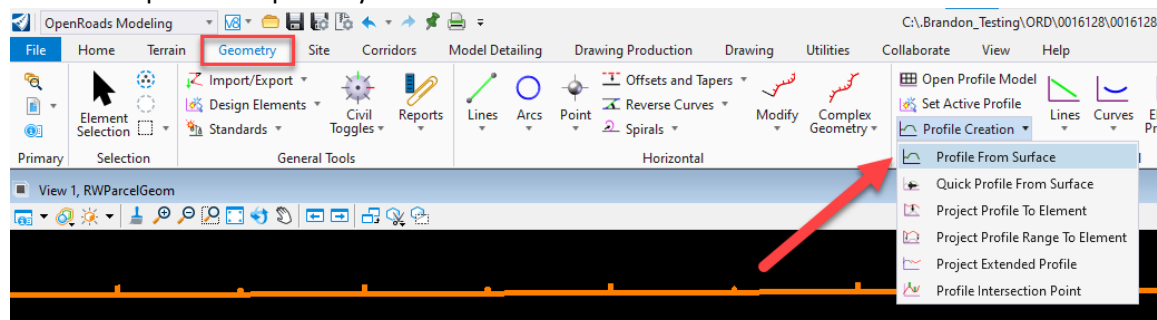 OpenRoads Modeling
C:\.Brandon_Testing\ORD\0016128\001612
File Home Terrain Geometry Site Corridors Model Detailing Drawing Production Drawing Utilities Collaborate View Help
Import/Export Offsets and Tapers Open Profile Model
Design Elements Reverse Curves Set Active Profile
Element Selection Standards Civil Toggles Reports Lines Arcs Point Spirals Modify Complex Geometry Profile Creation Lines Curves
Primary Selection General Tools Horizontal
Profile From Surface
View 1, RWParcelGeom
Quick Profile From Surface
Project Profile To Element
Project Profile Range To Element
Project Extended Profile
Profile Intersection Point